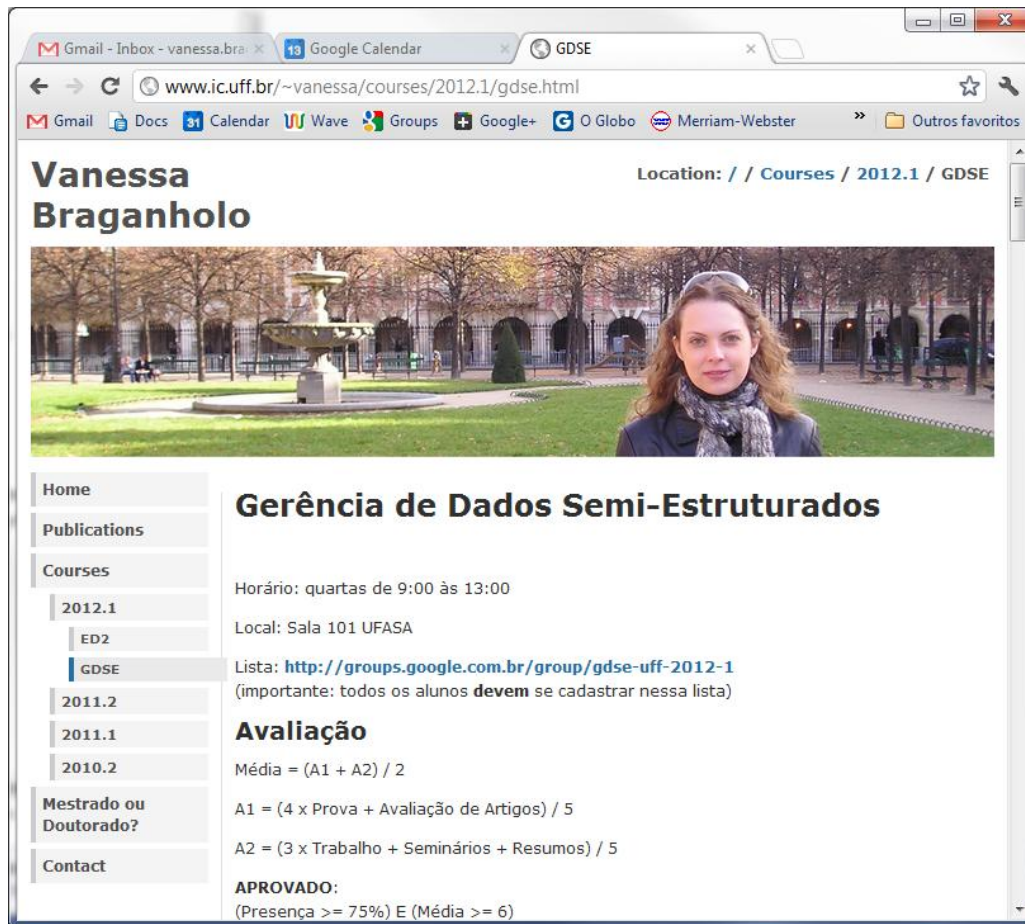 Gmail - Inbox - vanessa.bra
13 Google Calendar
GDSE
www.ic.uff.br/~vanessa/courses/2012.1/gdse.html
Gmail Docs 31 Calendar Wave Groups Google+ G O Globo Merriam-Webster » Outros favoritos
Vanessa
Braganholo
Location: / / Courses / 2012.1 / GDSE
Home
Publications
Courses
2012.1
ED2
GDSE
2011.2
2011.1
2010.2
Mestrado ou
Doutorado?
Contact
Gerência de Dados Semi-Estruturados
Horário: quartas de 9:00 às 13:00
Local: Sala 101 UFASA
Lista: http://groups.google.com.br/group/gdse-uff-2012-1
(importante: todos os alunos devem se cadastrar nessa lista)
Avaliação
Média = (A1 + A2) / 2
A1 = (4 x Prova + Avaliação de Artigos) / 5
A2 = (3 x Trabalho + Seminários + Resumos) / 5
APROVADO:
(Presença >= 75%) E (Média >= 6)